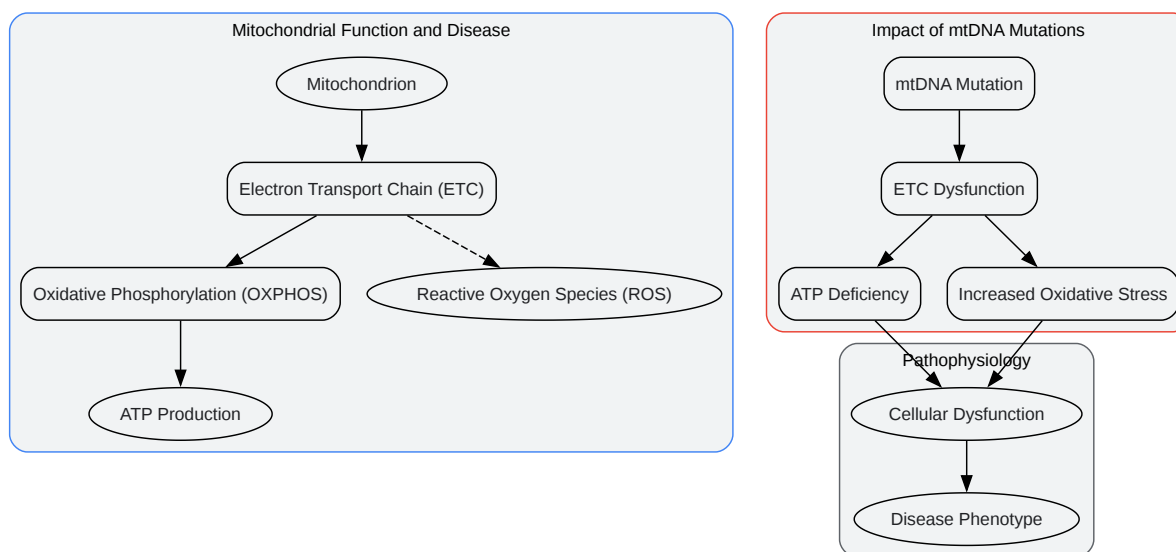 Mitochondrial Function and Disease
Mitochondrion
Electron Transport Chain (ETC)
Oxidative Phosphorylation (OXPHOS)
Reactive Oxygen Species (ROS)
ATP Production
Impact of mtDNA Mutations
mtDNA Mutation
ETC Dysfunction
ATP Deficiency
Increased Oxidative Stress
Pathophysiology
Cellular Dysfunction
Disease Phenotype